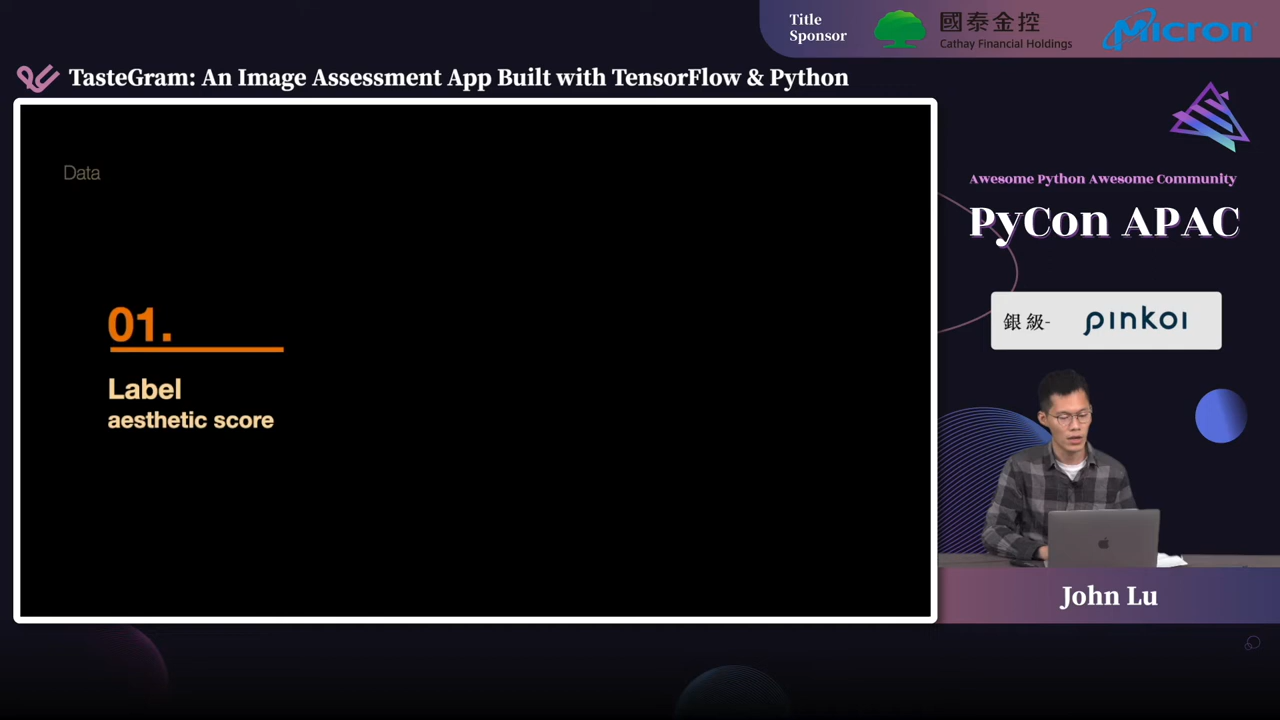 Title
Sponsor
國泰金控
Cathay Financial Holdings
Micron
TasteGram: An Image Assessment App Built with TensorFlow & Python
Data
01.
Label
aesthetic score
Awesome Python Awesome Community
PyCon APAC
銀級-
pinkoi
John Lu